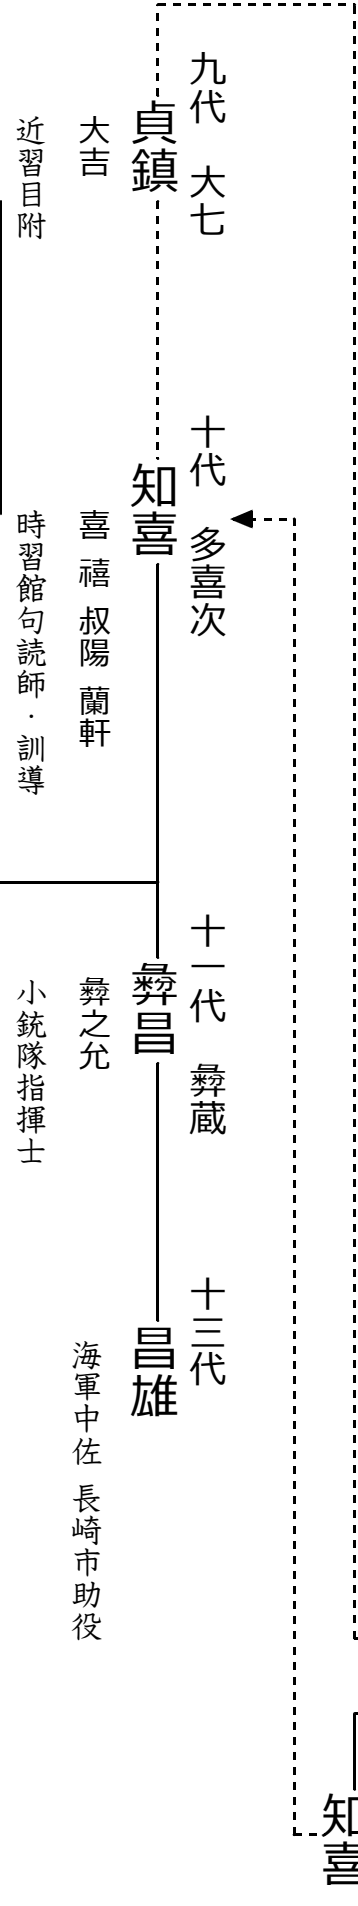 九代 大七
貞鎮
大吉
近習目附
十代 多喜次
知喜
喜 禧 叔陽 蘭軒
時習館句読師・訓導
十一代 彜蔵
彜昌
彜之允
小銃隊指揮士
十三代
昌雄
海軍中佐 長崎市助役
知喜